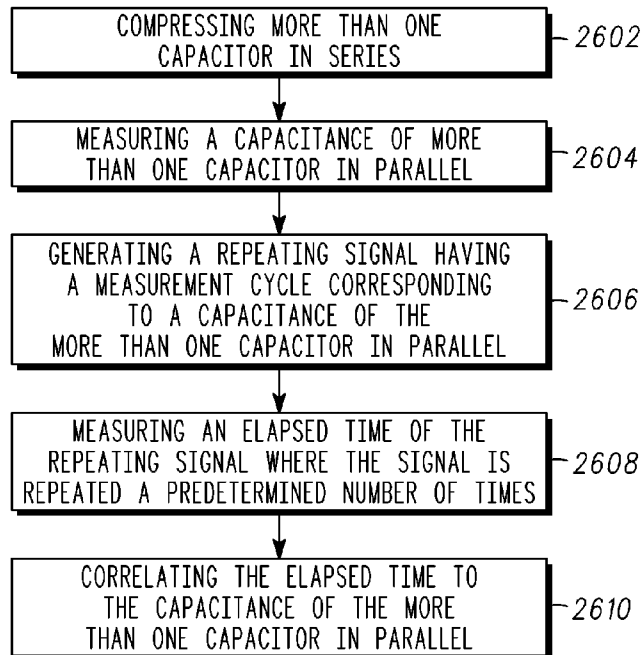 COMPRESSING MORE THAN ONE
CAPACITOR IN SERIES
2602
MEASURING A CAPACITANCE OF MORE
THAN ONE CAPACITOR IN PARALLEL
2604
GENERATING A REPEATING SIGNAL HAVING
A MEASUREMENT CYCLE CORRESPONDING
TO A CAPACITANCE OF THE
MORE THAN ONE CAPACITOR IN PARALLEL
2606
MEASURING AN ELAPSED TIME OF THE
REPEATING SIGNAL WHERE THE SIGNAL IS
REPEATED A PREDETERMINED NUMBER OF TIMES
2608
CORRELATING THE ELAPSED TIME TO
THE CAPACITANCE OF THE MORE
THAN ONE CAPACITOR IN PARALLEL
2610